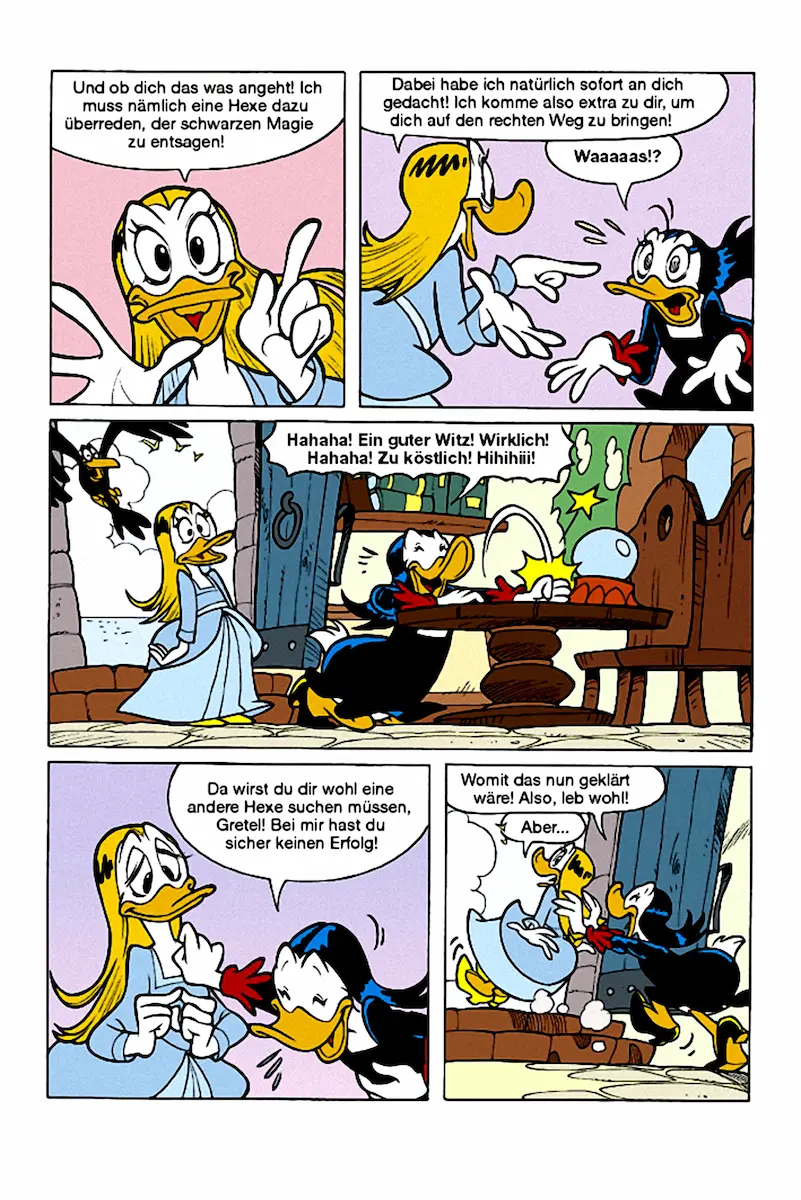 Und ob dich das was angeht! Ich
muss nämlich eine Hexe dazu
überreden, der schwarzen Magie
zu entsagen!
Dabei habe ich natürlich sofort an dich
gedacht! Ich komme also extra zu dir, um
dich auf den rechten Weg zu bringen!
Waaaaas!?
Hahaha! Ein guter Witz! Wirklich!
Hahaha! Zu köstlich! Hihihiii!
Da wirst du dir wohl eine
andere Hexe suchen müssen,
Gretel! Bei mir hast du
sicher keinen Erfolg!
Womit das nun geklärt
wäre! Also, leb wohl!
Aber...